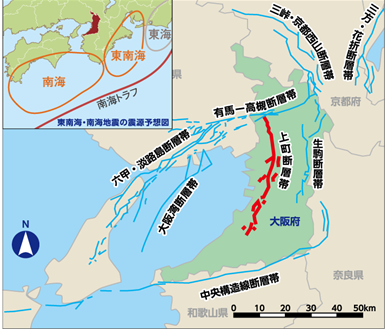 東南海
東海
南海
南海トラフ
東南海・南海地震の震源予想図
三峠・京都西山断層帯
三方・花折断層帯
京都府
有馬ー高槻断層帯
六甲・淡路島断層帯
大阪湾断層帯
上町断層帯
生駒断層帯
大阪府
N
中央構造線断層帯
奈良県
和歌山県
0 10 20 30 40 50km